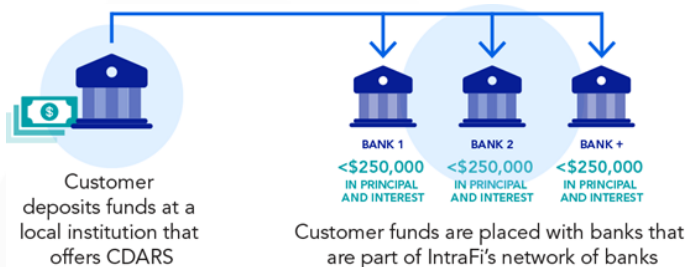 $
Customer
deposits funds at a
local institution that
offers CDARS
BANK 1
<$250,000
IN PRINCIPAL
AND INTEREST
BANK 2
<$250,000
IN PRINCIPAL
AND INTEREST
BANK +
<$250,000
IN PRINCIPAL
AND INTEREST
Customer funds are placed with banks that
are part of IntraFi’s network of banks